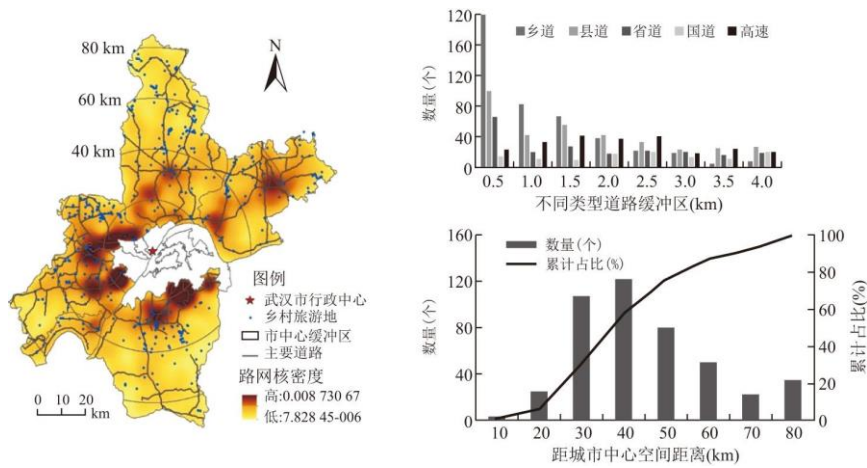 80 km
60 km
40 km
N
图例
武汉市行政中心
乡村旅游地
市中心缓冲区
主要道路
路网核密度
高:0.008 730 67
低:7.828 45-006
0 10 20
km
120
120
80
40
0
数量(个)
乡道 县道 省道 国道 高速
0.5 1.0 1.5 2.0 2.5 3.0 3.5 4.0
不同类型道路缓冲区(km)
160
120
80
40
0
数量(个)
数量(个)
累计占比(%)
100
80
60
40
20
0
累计占比(%)
10 20 30 40 50 60 70 80
距城市中心空间距离(km)